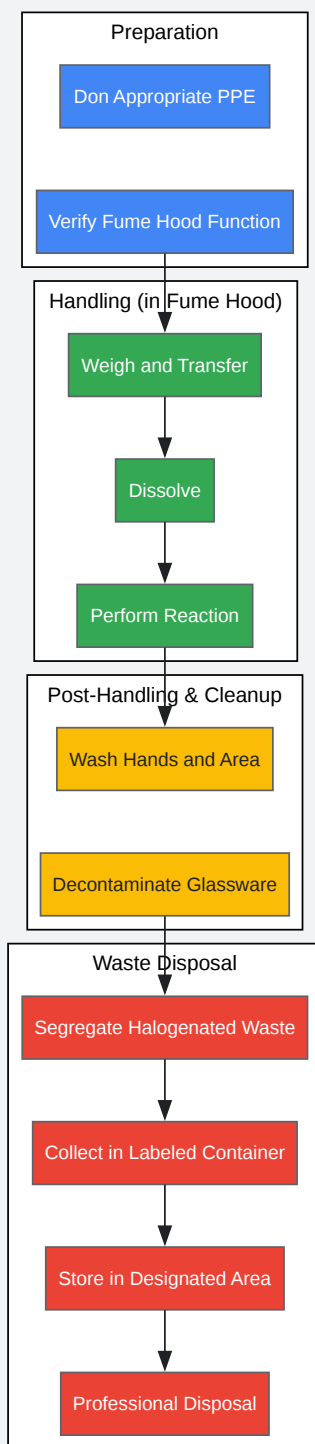 Preparation
Don Appropriate PPE
Verify Fume Hood Function
Handling (in Fume Hood)
Weigh and Transfer
Dissolve
Perform Reaction
Post-Handling & Cleanup
Wash Hands and Area
Decontaminate Glassware
Waste Disposal
Segregate Halogenated Waste
Collect in Labeled Container
Store in Designated Area
Professional Disposal